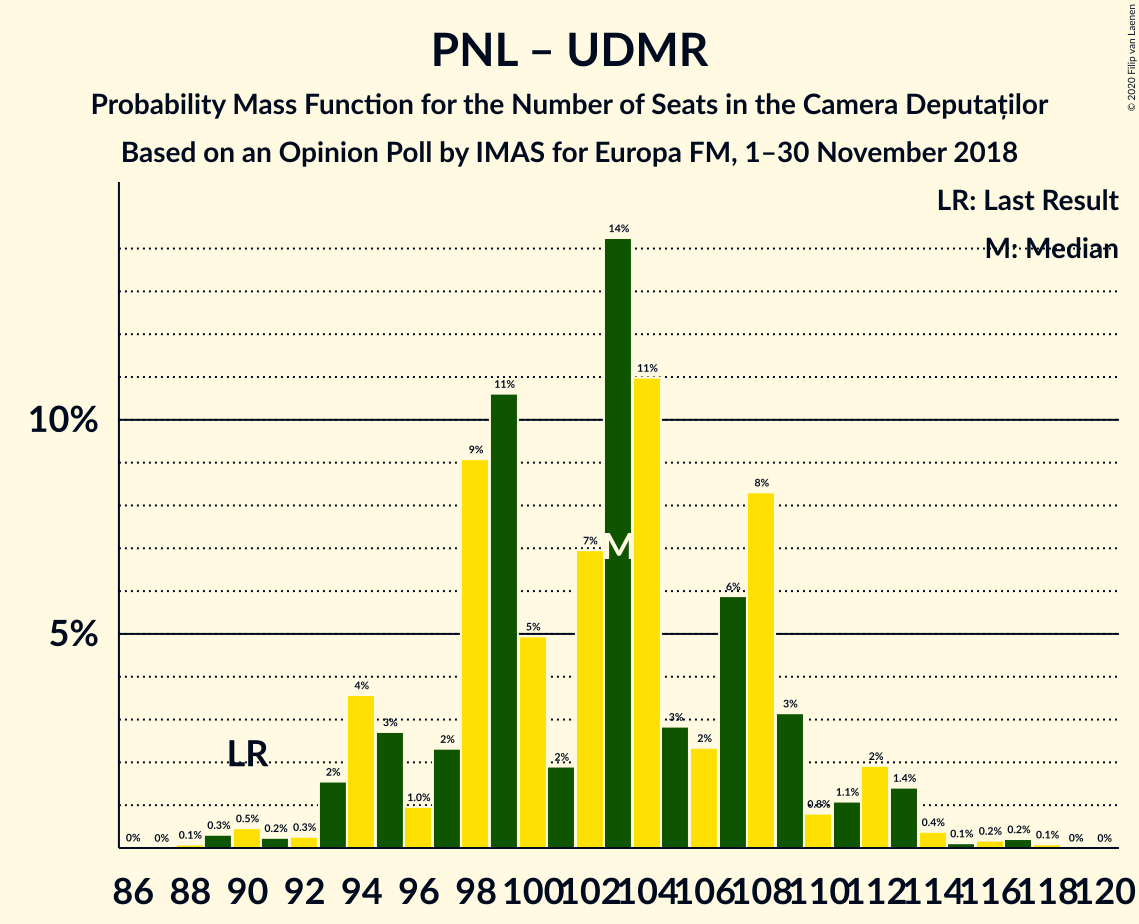 © 2020 Filip van Laenen
PNL – UDMR
Probability Mass Function for the Number of Seats in the Camera Deputaților
Based on an Opinion Poll by IMAS for Europa FM, 1–30 November 2018
LR: Last Result
M: Median
10%
5%
0% 0% 0.1% 0.3% 0.5% 0.2% 0.3% 2% 4% 3% 1.0% 2% 9% 11% 5% 2% 7% 14% 11% 3% 2% 6% 8% 3% 0.8% 1.1% 2% 1.4% 0.4% 0.1% 0.2% 0.2% 0.1% 0% 0%
LR
M
86 88 90 92 94 96 98 100 102 104 106 108 110 112 114 116 118 120